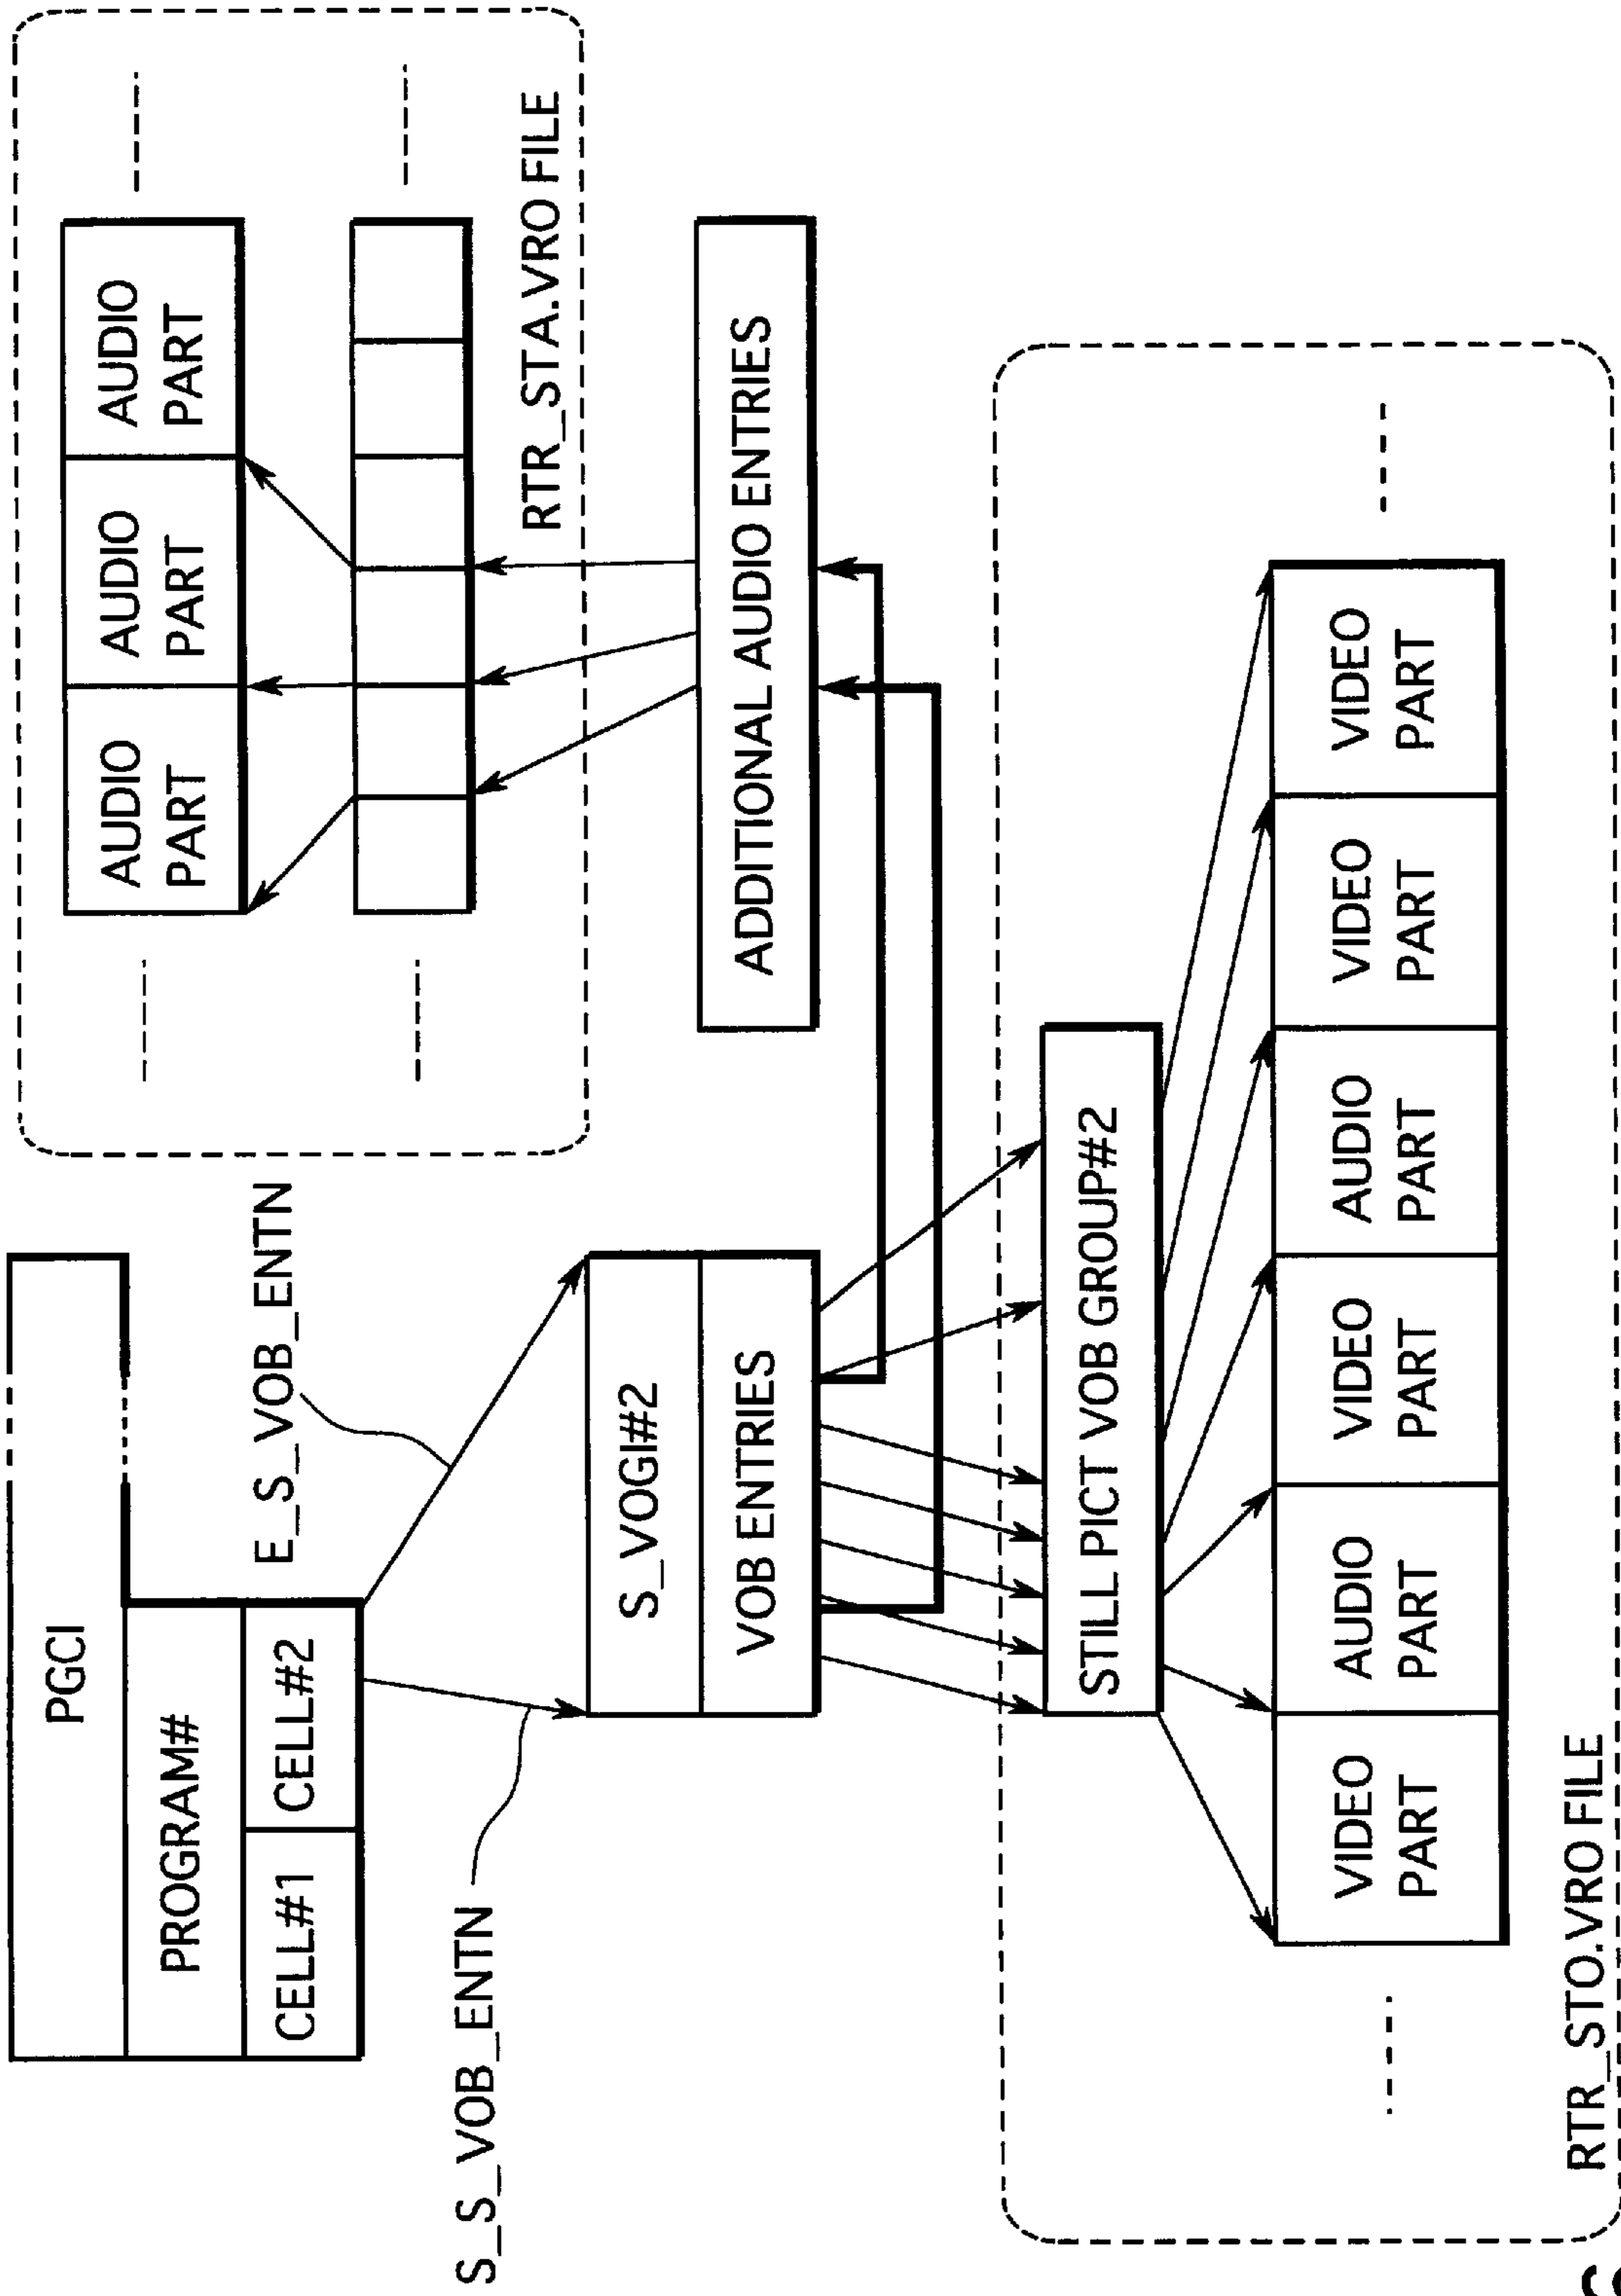 PGCI
PROGRAM#
CELL#1
CELL#2
E_S_VOB_ENTN
S_S_VOB_ENTN
S_VOGI#2
VOB ENTRIES
AUDIO
PART
AUDIO
PART
AUDIO
PART
RTR_STA.VRO FILE
ADDITIONAL AUDIO ENTRIES
STILL PICT VOB GROUP#2
VIDEO
PART
AUDIO
PART
VIDEO
PART
AUDIO
PART
VIDEO
PART
VIDEO
PART
RTR_STO.VRO FILE